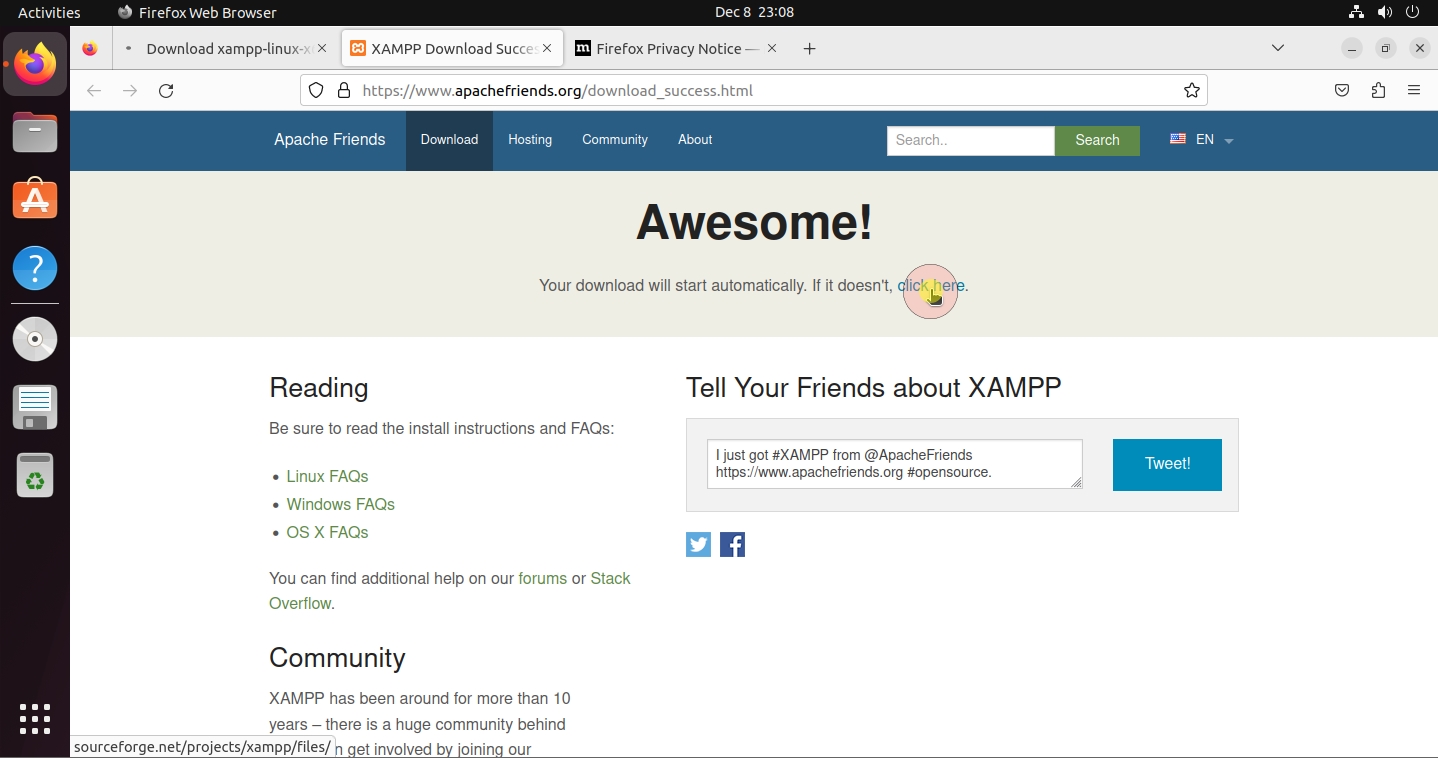 Activities Firefox Web Browser Dec 8 23:08
Download xampp-linux-x XAMPP Download Succes Firefox Privacy Notice —
https://www.apachefriends.org/download_success.html
Apache Friends Download Hosting Community About Search.. Search EN
Awesome!
Your download will start automatically. If it doesn't, click here.
Reading
Be sure to read the install instructions and FAQs:
Linux FAQs
Windows FAQs
OS X FAQs
You can find additional help on our forums or Stack
Overflow.
Community
XAMPP has been around for more than 10
years – there is a huge community behind
n get involved by joining our
Tell Your Friends about XAMPP
I just got #XAMPP from @ApacheFriends
https://www.apachefriends.org #opensource.
Tweet!
sourceforge.net/projects/xampp/files/